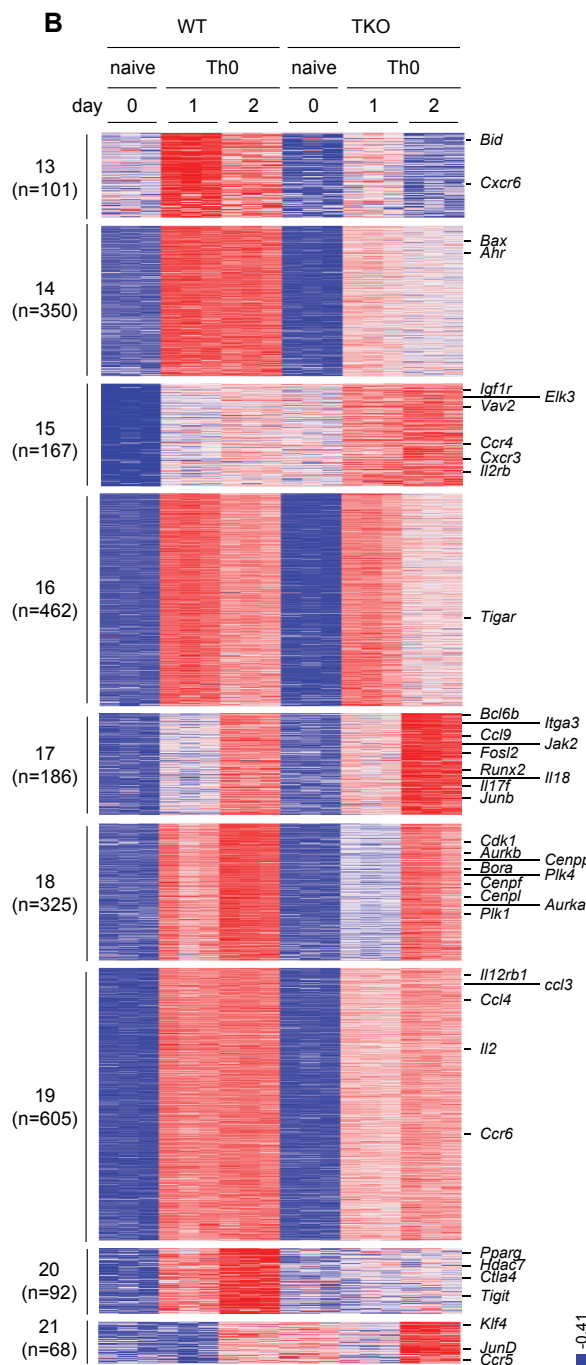 B
WT TKO
naive Th0 naive Th0
day 0 1 2 0 1 2
13
(n=101)
Bid
Cxcr6
14
(n=350)
Bax
Ahr
15
(n=167)
Igf1r
Elk3
Vav2
Ccr4
Cxcr3
Il2rb
16
(n=462)
Tigar
17
(n=186)
Bcl6b
Itga3
Ccl9
Jak2
Fosl2
Runx2
Il18
Il17f
Junb
18
(n=325)
Cdk1
Aurkb
Cenpp
Bora
Plk4
Cenpf
Cenpl
Aurka
Plk1
19
(n=605)
Il12rb1
ccl3
Ccl4
Il2
Ccr6
20
(n=92)
Pparg
Hdac7
Ctla4
Tigit
21
(n=68)
Klf4
JunD
Ccr5
-0.41